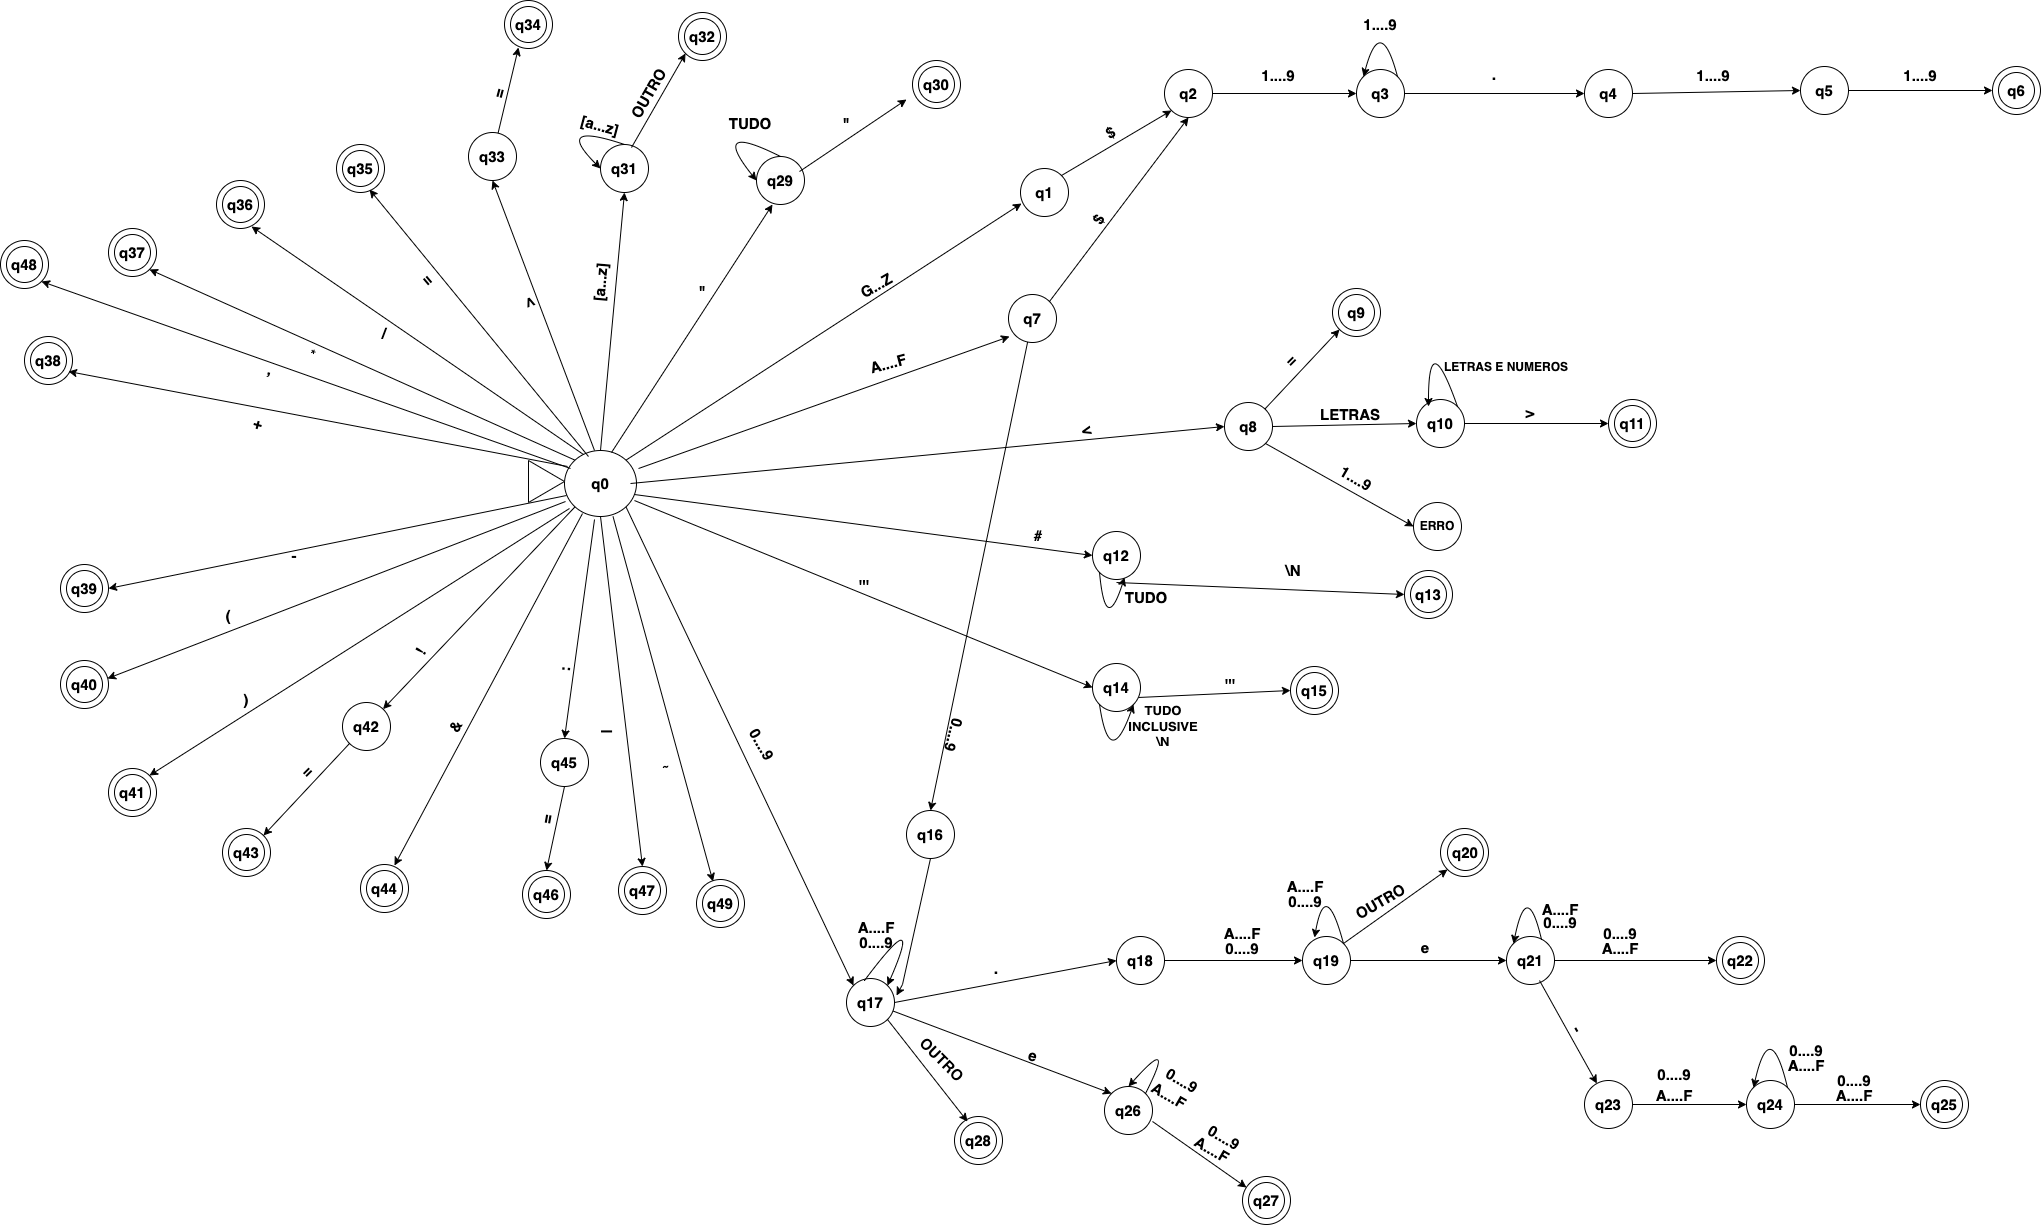 q34
q32
1....9
OUTRO
q30
q2
1....9
q3
.
q4
1....9
q5
1....9
q6
=
[a...z]
TUDO
"
$
q33
q31
q29
q35
q1
q36
$
q37
q48
=
^
[a...z]
"
G...Z
q7
q9
/
*
,
q38
A....F
=
LETRAS E NUMEROS
+
<
q8
LETRAS
q10
>
q11
q0
1....9
ERRO
#
q12
\N
-
TUDO
q13
q39
'''
(
!
:
q14
'''
q15
q40
TUDO
INCLUSIVE
\N
)
q42
&
|
0....9
0....9
q45
~
=
q41
=
q16
q43
q20
q44
q46
q47
q49
A....F
0....9
OUTRO
A....F
0....9
A....F
0....9
A....F
0....9
0....9
A....F
.
q18
q19
e
q21
q22
q17
-
OUTRO
e
0....9
A....F
0....9
A....F
0....9
A....F
0....9
A....F
q26
q23
q24
q25
q28
0....9
A....F
q27